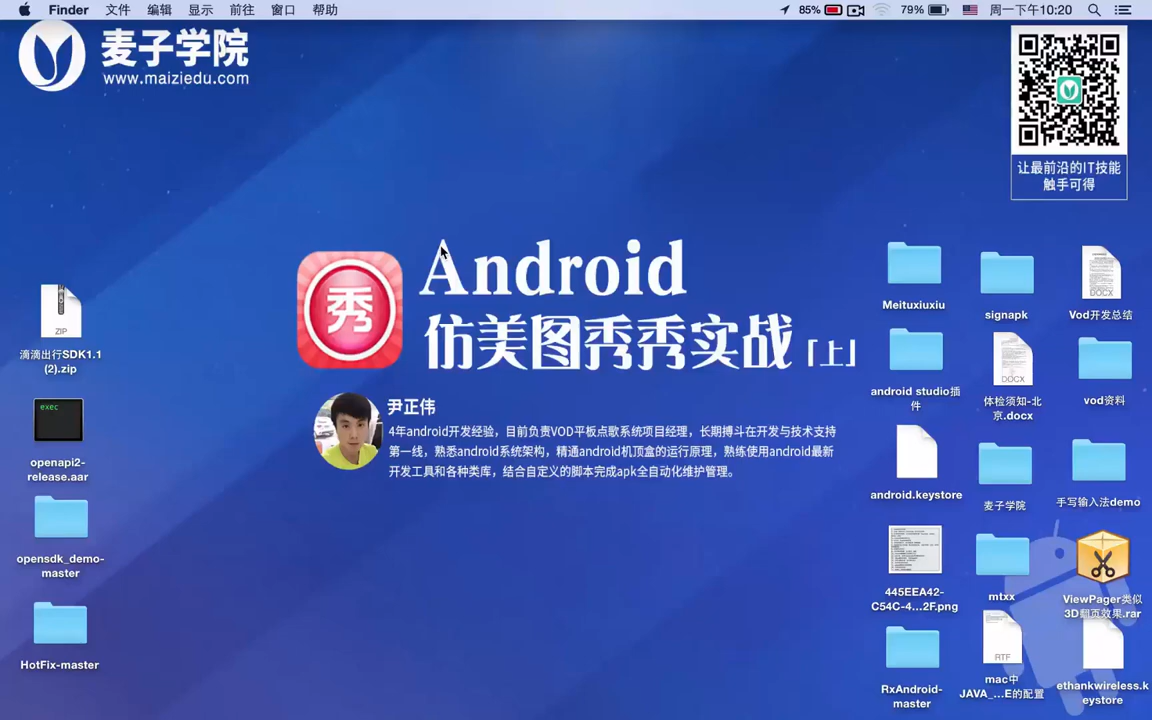 Finder 文件 编辑 显示 前往 窗口 帮助 85% 79% 周一下午10:20
麦子学院
www.maiziedu.com
让最前沿的IT技能
触手可得
秀
Android
仿美图秀秀实战「上」
尹正伟
4年android开发经验，目前负责VOD平板点歌系统项目经理，长期搏斗在开发与技术支持
第一线，熟悉android系统架构，精通android机顶盒的运行原理，熟练使用android最新
开发工具和各种类库，结合自定义的脚本完成apk全自动化维护管理。
ZIP
滴滴出行SDK1.1
(2).zip
exec
openapi2-
release.aar
opensdk_demo-
master
HotFix-master
Meituxiuxiu
signapk
DOCX
Vod开发总结
android studio插
件
DOCX
体检须知-北
京.docx
vod资料
android.keystore
麦子学院
手写输入法demo
445EEA42-
C54C-4...2F.png
mtxx
ViewPager类似
3D翻页效果.rar
RxAndroid-
master
RTF
mac中
JAVA_...E的配置
ethankwireless.k
eystore